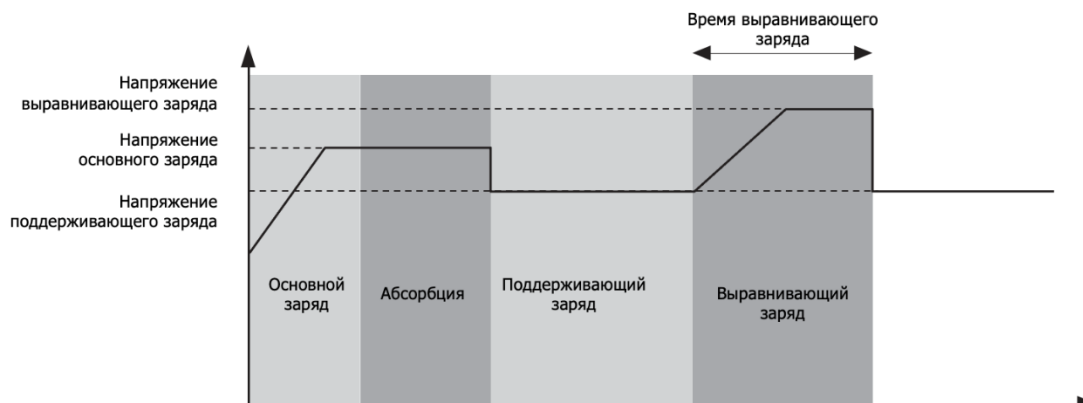 Время выравнивающего
заряда
Напряжение
выравнивающего заряда
Напряжение
основного заряда
Напряжение
поддерживающего заряда
Основной
заряд
Абсорбция
Поддерживающий
заряд
Выравнивающий
заряд